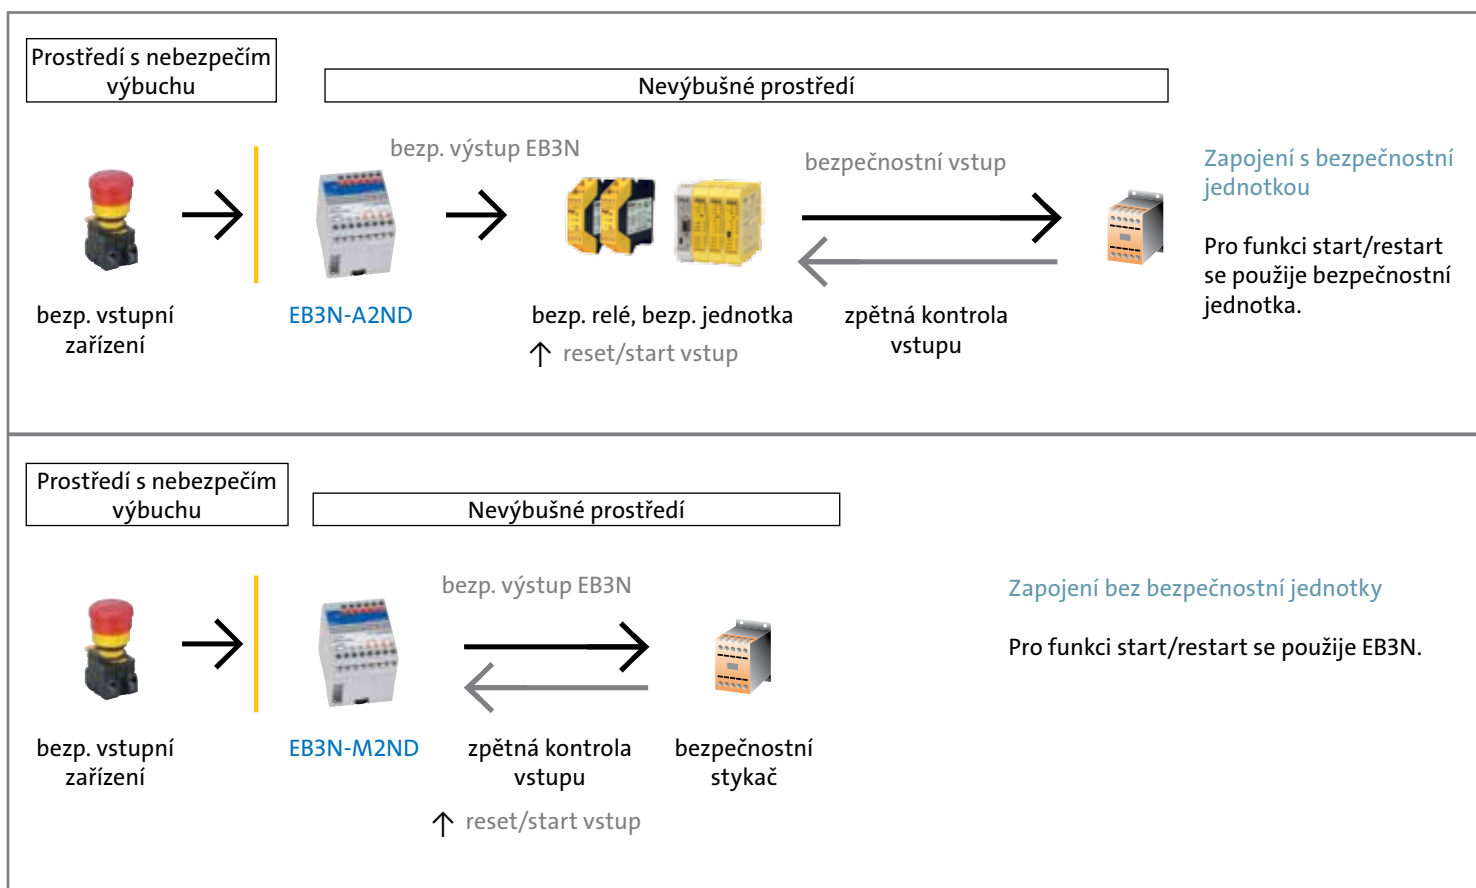 Prostředí s nebezpečím
výbuchu
Nevýbušné prostředí
bezp. výstup EB3N
bezpečnostní vstup
Zapojení s bezpečnostní
jednotkou
Pro funkci start/restart
se použije bezpečnostní
jednotka.
bezp. vstupní
zařízení
EB3N-A2ND
bezp. relé, bezp. jednotka
reset/start vstup
zpětná kontrola
vstupu
Prostředí s nebezpečím
výbuchu
Nevýbušné prostředí
bezp. výstup EB3N
Zapojení bez bezpečnostní jednotky
Pro funkci start/restart se použije EB3N.
bezp. vstupní
zařízení
EB3N-M2ND
zpětná kontrola
vstupu
bezpečnostní
stykač
reset/start vstup